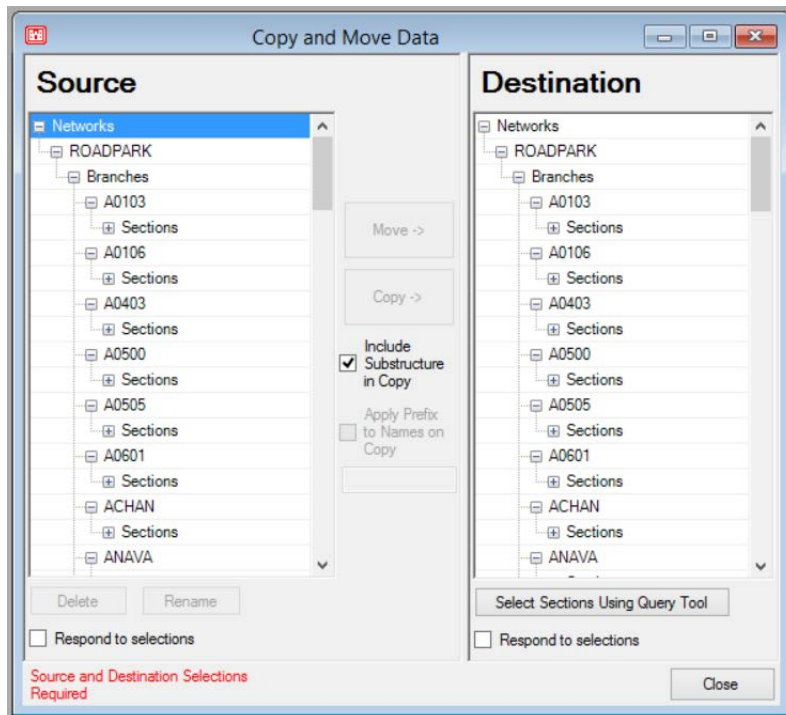 Copy and Move Data
Source
Networks
ROADPARK
Branches
A0103
Sections
A0106
Sections
A0403
Sections
A0500
Sections
A0505
Sections
A0601
Sections
ACHAN
Sections
ANAVA
Delete
Rename
Respond to selections
Source and Destination Selections
Required
Move ->
Copy ->
Include
Substructure
in Copy
Apply Prefix
to Names on
Copy
Destination
Networks
ROADPARK
Branches
A0103
Sections
A0106
Sections
A0403
Sections
A0500
Sections
A0505
Sections
A0601
Sections
ACHAN
Sections
ANAVA
Select Sections Using Query Tool
Respond to selections
Close